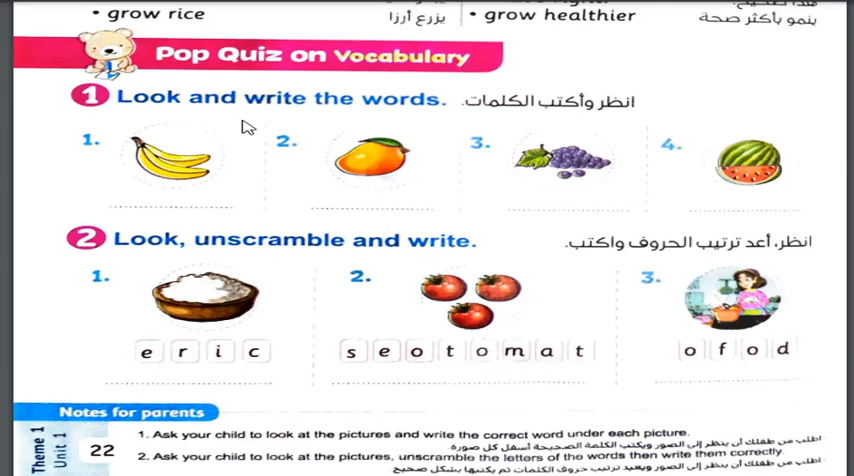 • grow rice يزرع أرزا • grow healthier ينمو بأكثر صحة
Pop Quiz on Vocabulary
1 Look and write the words. انظر وأكتب الكلمات.
1. 2. 3. 4.
2 Look, unscramble and write. انظر، أعد ترتيب الحروف واكتب.
1. 2. 3.
e r i c s e o t o m a t o f o d
Notes for parents
1. Ask your child to look at the pictures and write the correct word under each picture.
اطلب من طفلك أن ينظر إلى الصور ويكتب الكلمة الصحيحة أسفل كل صورة
2. Ask your child to look at the pictures, unscramble the letters of the words then write them correctly.
اطلب من طفلك أن ينظر إلى الصور ويعيد ترتيب حروف الكلمات ثم يكتبها بشكل صحيح.
Theme 1
Unit 1
22